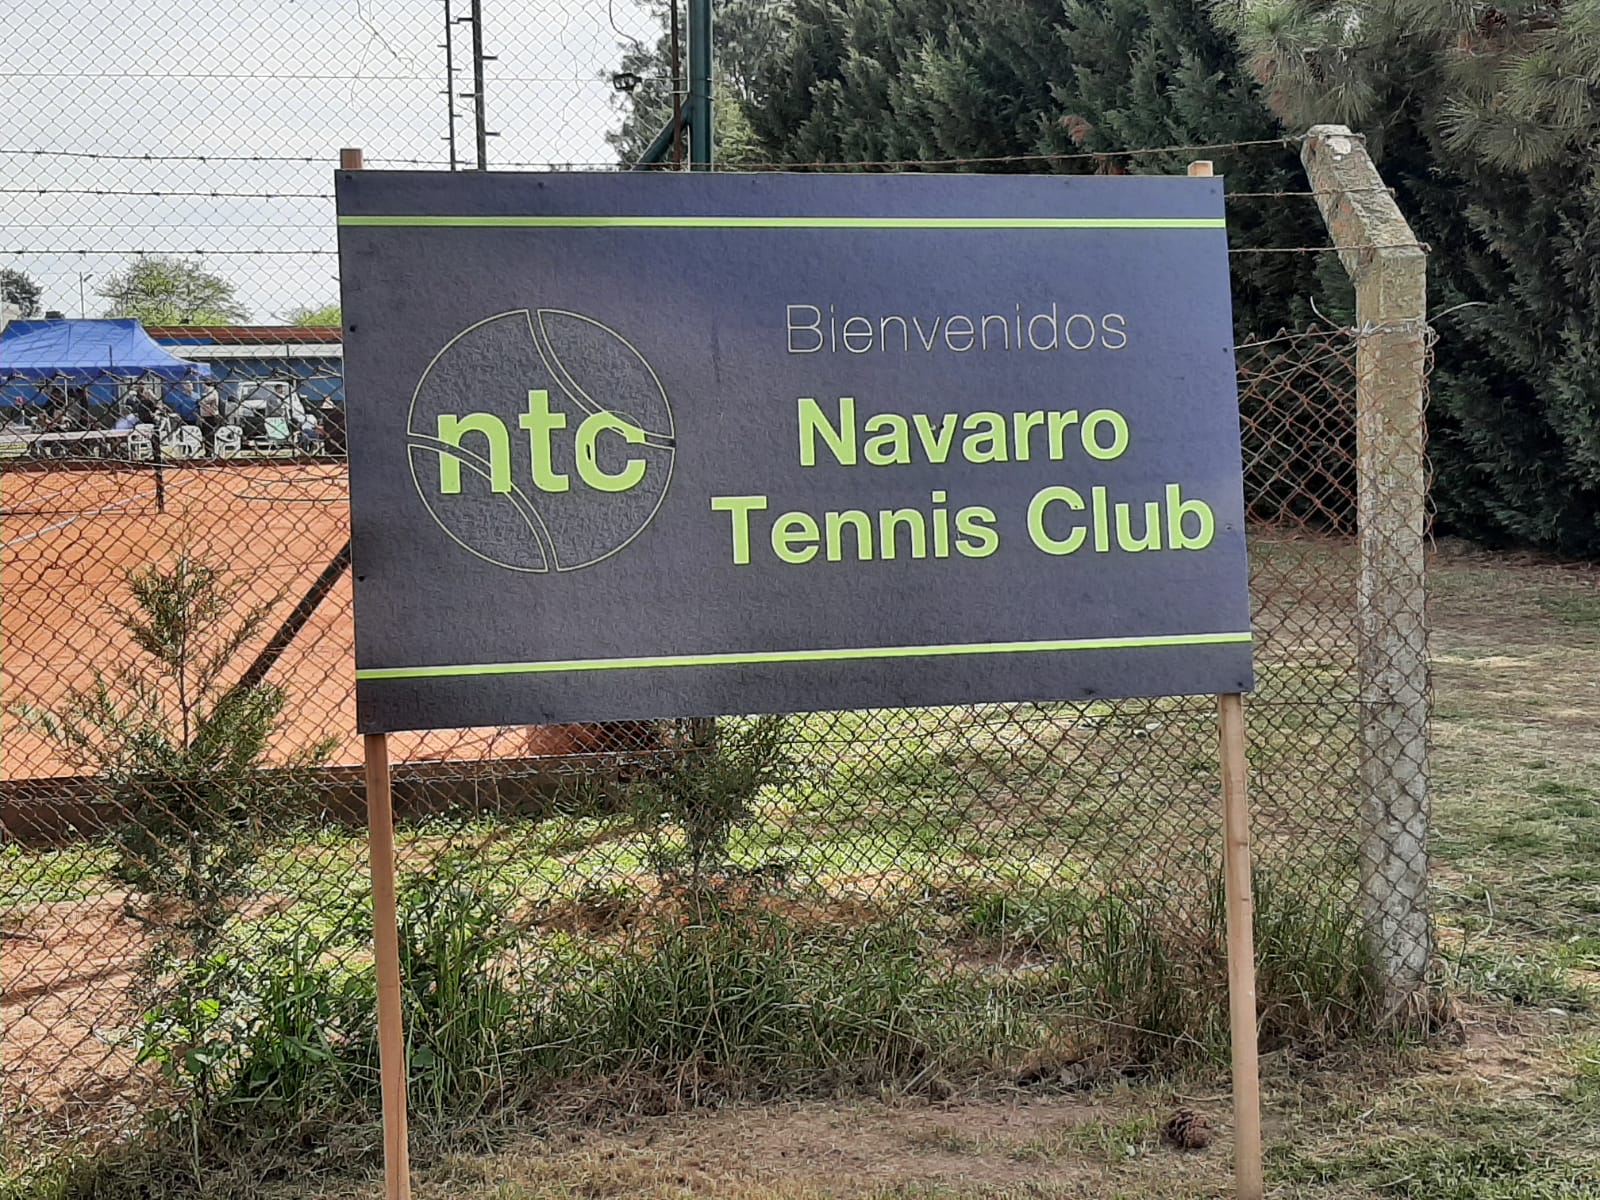 ntc
Bienvenidos
Navarro
Tennis Club